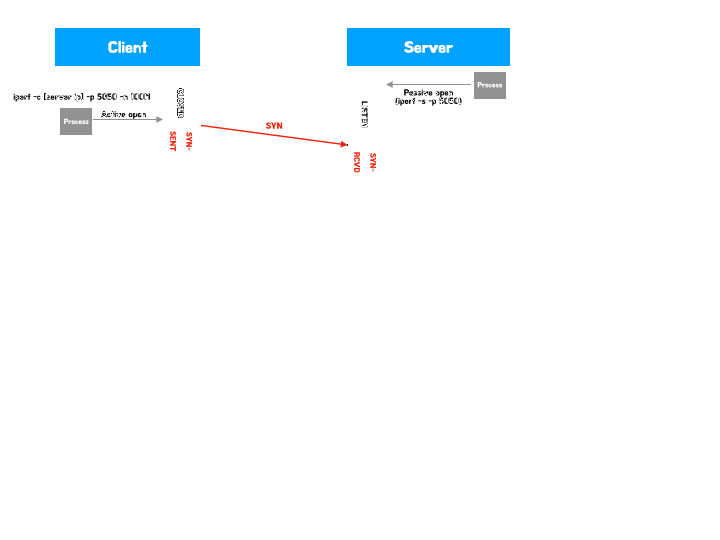 Client
Server
Process
Passive open
(iperf -s -p 5050)
iperf -c [server ip] -p 5050 -n 1000M
Process
Active open
CLOSED
LISTEN
SYN-
SENT
SYN
SYN-
RCVD